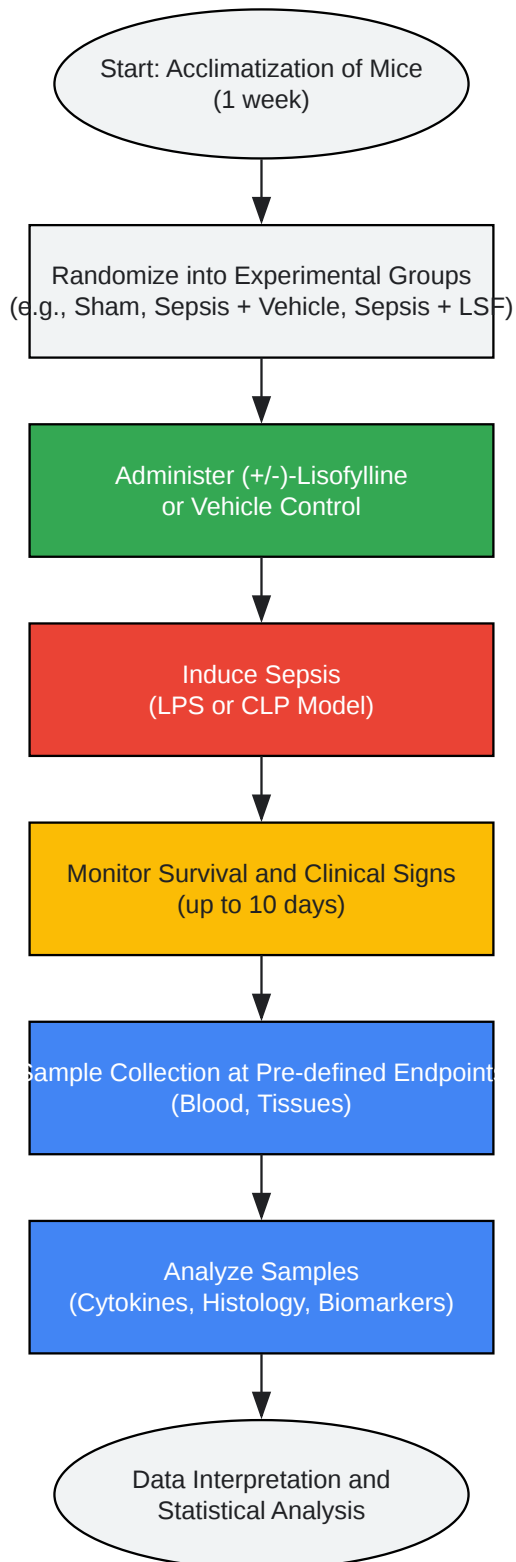 Start: Acclimatization of Mice
(1 week)
Randomize into Experimental Groups
(e.g., Sham, Sepsis + Vehicle, Sepsis + LSF)
Administer (+/-)-Lisofylline
or Vehicle Control
Induce Sepsis
(LPS or CLP Model)
Monitor Survival and Clinical Signs
(up to 10 days)
Sample Collection at Pre-defined Endpoints
(Blood, Tissues)
Analyze Samples
(Cytokines, Histology, Biomarkers)
Data Interpretation and
Statistical Analysis